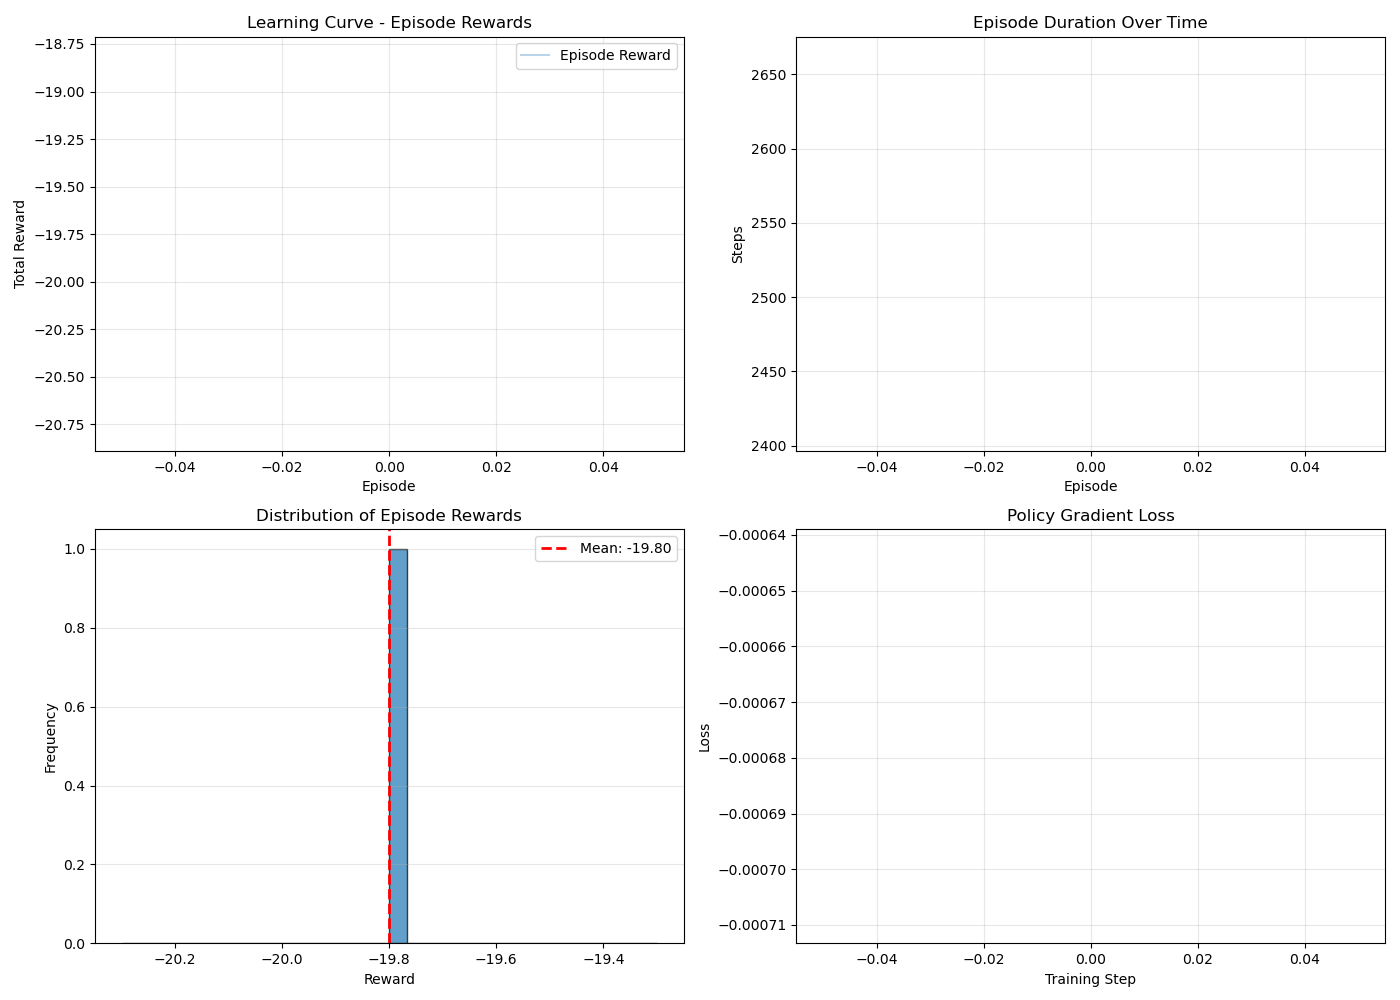 Learning Curve - Episode Rewards
Episode Reward
−18.75
−19.00
−19.25
−19.50
−19.75
−20.00
−20.25
−20.50
−20.75
Total Reward
−0.04 −0.02 0.00 0.02 0.04
Episode
Episode Duration Over Time
2650
2600
2550
2500
2450
2400
Steps
−0.04 −0.02 0.00 0.02 0.04
Episode
Distribution of Episode Rewards
Mean: -19.80
1.0
0.8
0.6
0.4
0.2
0.0
Frequency
−20.2 −20.0 −19.8 −19.6 −19.4
Reward
Policy Gradient Loss
−0.00064
−0.00065
−0.00066
−0.00067
−0.00068
−0.00069
−0.00070
−0.00071
Loss
−0.04 −0.02 0.00 0.02 0.04
Training Step